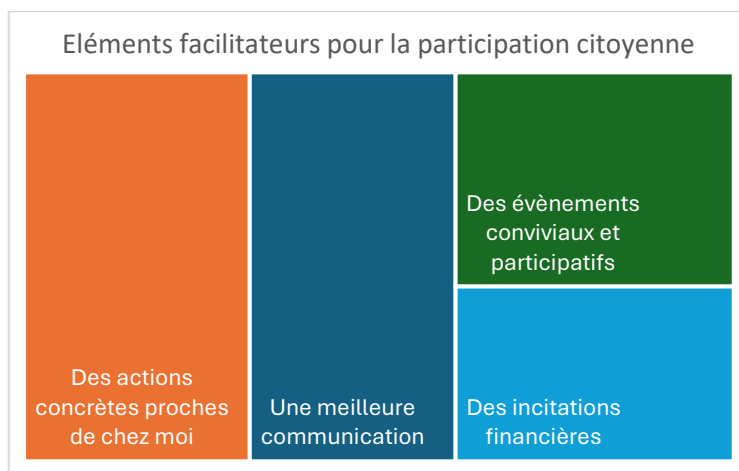 Eléments facilitateurs pour la participation citoyenne
Des actions
concrètes proches
de chez moi
Une meilleure
communication
Des évènements
conviviaux et
participatifs
Des incitations
financières